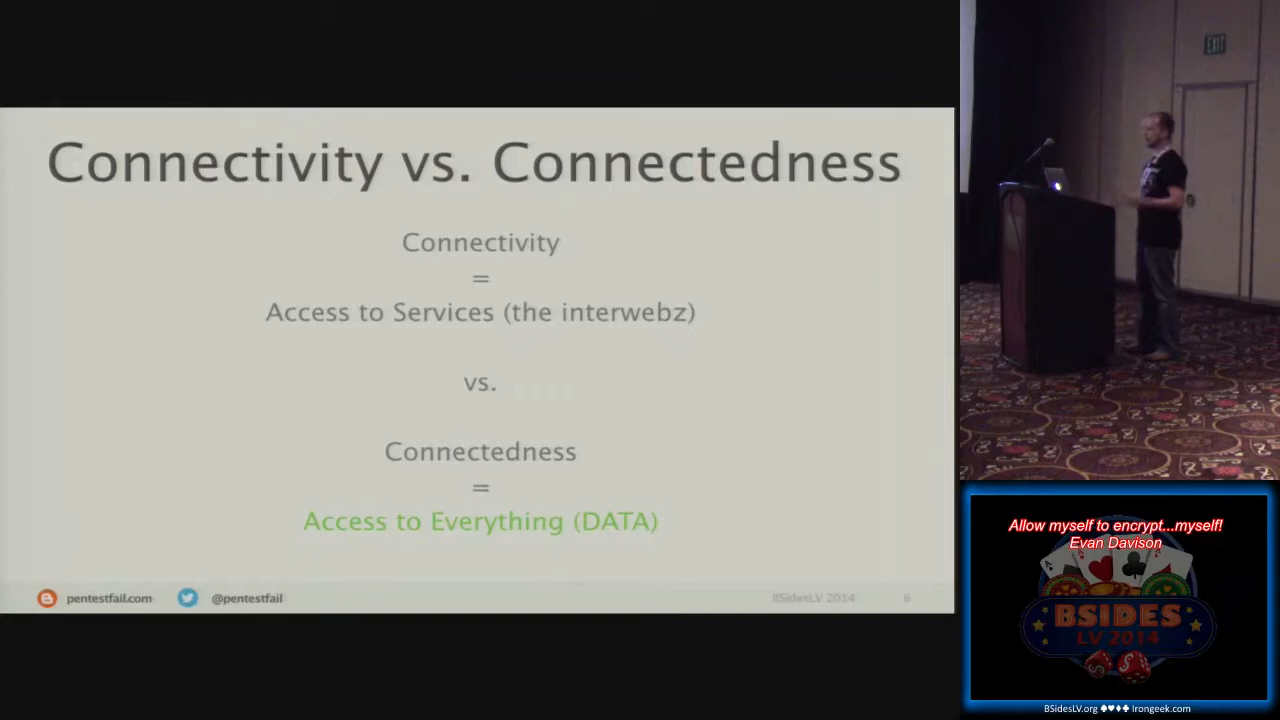 Connectivity vs. Connectedness
Connectivity
=
Access to Services (the interwebz)
vs.
Connectedness
=
Access to Everything (DATA)
pentestfail.com
@pentestfail
BSidesLV 2014
6
EXIT
Allow myself to encrypt...myself!
Evan Davison
BSIDES
LV 2014
BSidesLV.org ♠♥♦♣ Irongeek.com